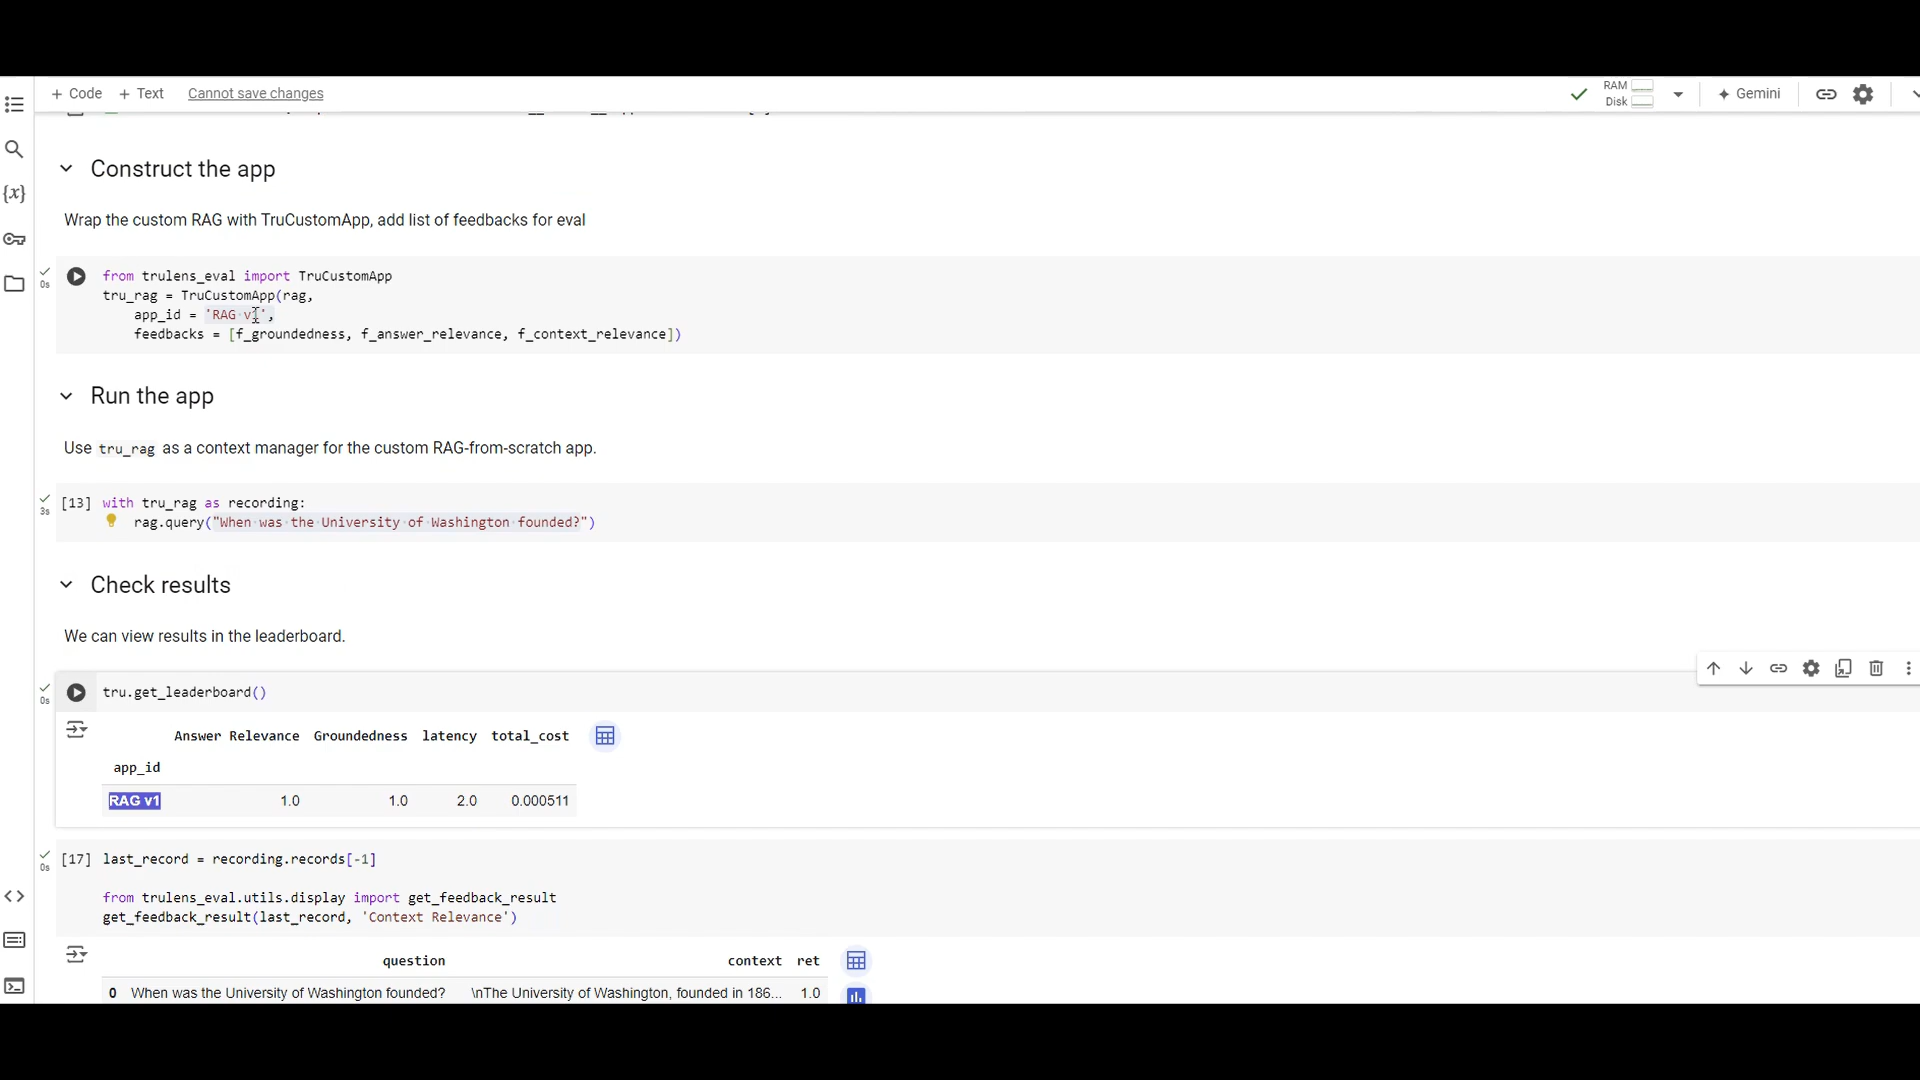 + Code + Text Cannot save changes
RAM
Disk
Gemini
Construct the app
Wrap the custom RAG with TruCustomApp, add list of feedbacks for eval
0s
from trulens_eval import TruCustomApp
tru_rag = TruCustomApp(rag,
app_id = 'RAG v1',
feedbacks = [f_groundedness, f_answer_relevance, f_context_relevance])
Run the app
Use tru_rag as a context manager for the custom RAG-from-scratch app.
3s
[13] with tru_rag as recording:
rag.query("When was the University of Washington founded?")
Check results
We can view results in the leaderboard.
0s
tru.get_leaderboard()
Answer Relevance Groundedness latency total_cost
app_id
RAG v1 1.0 1.0 2.0 0.000511
0s
[17] last_record = recording.records[-1]
from trulens_eval.utils.display import get_feedback_result
get_feedback_result(last_record, 'Context Relevance')
question context ret
0 When was the University of Washington founded? \nThe University of Washington, founded in 186... 1.0